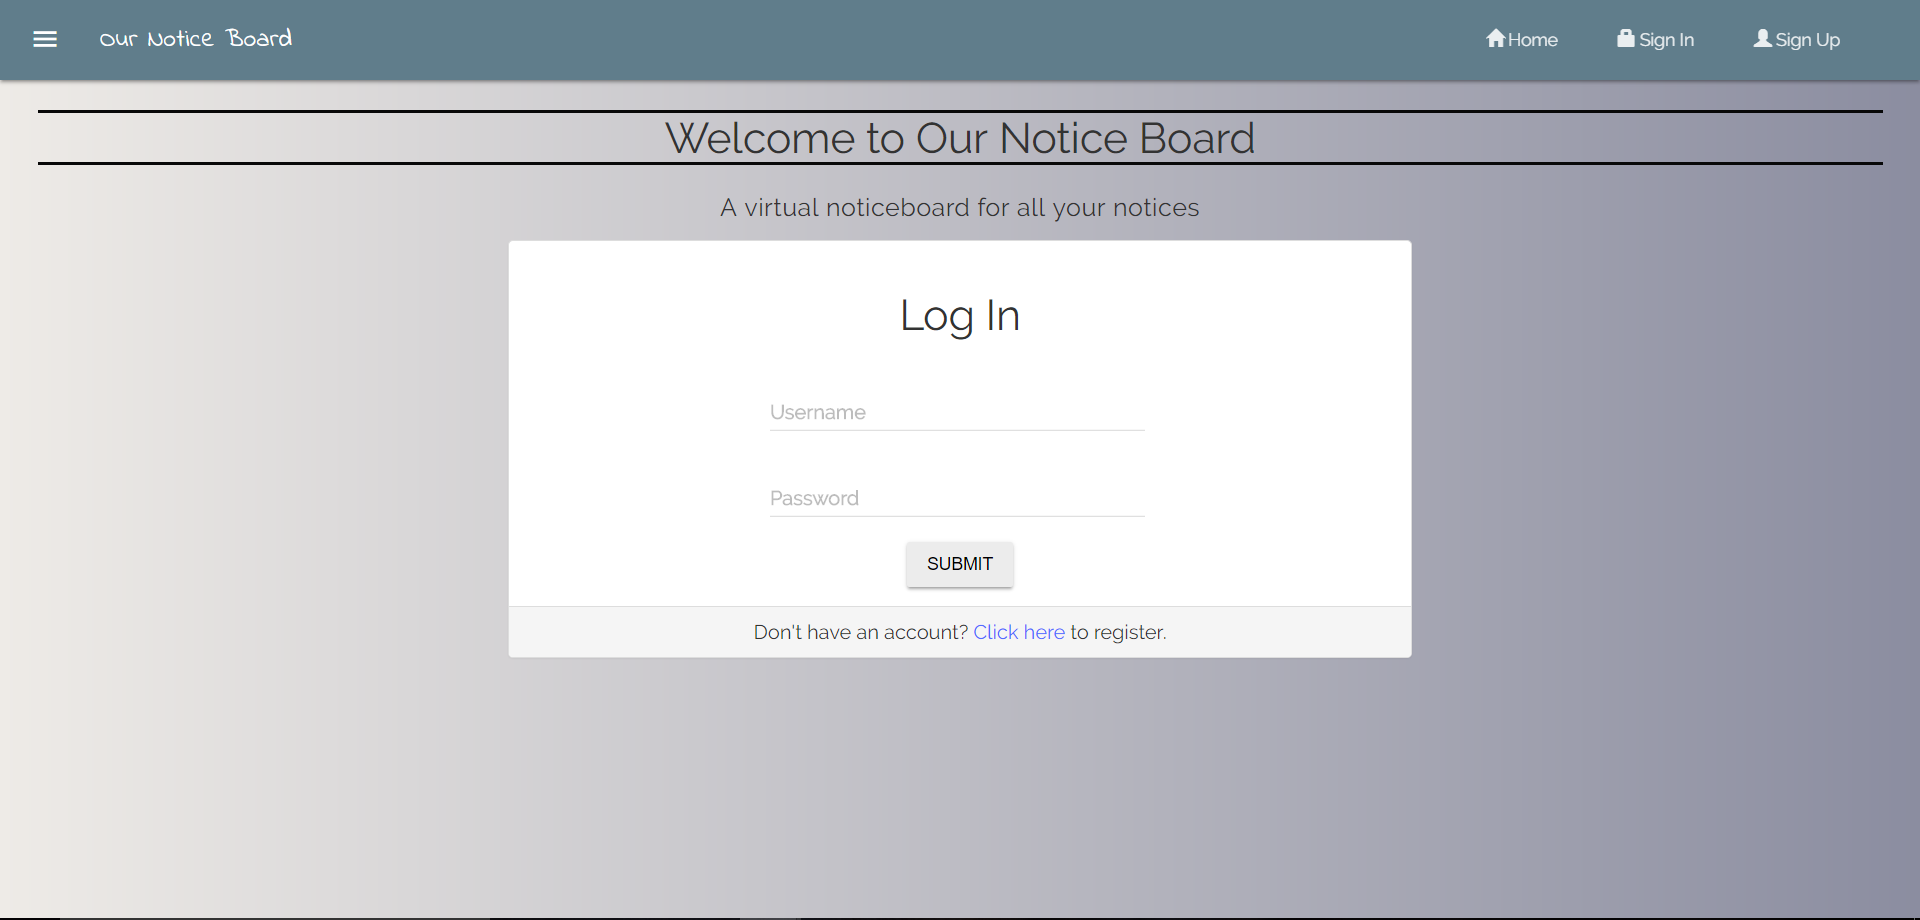 Our Notice Board
Home
Sign In
Sign Up
Welcome to Our Notice Board
A virtual noticeboard for all your notices
Log In
Username
Password
SUBMIT
Don't have an account? Click here to register.